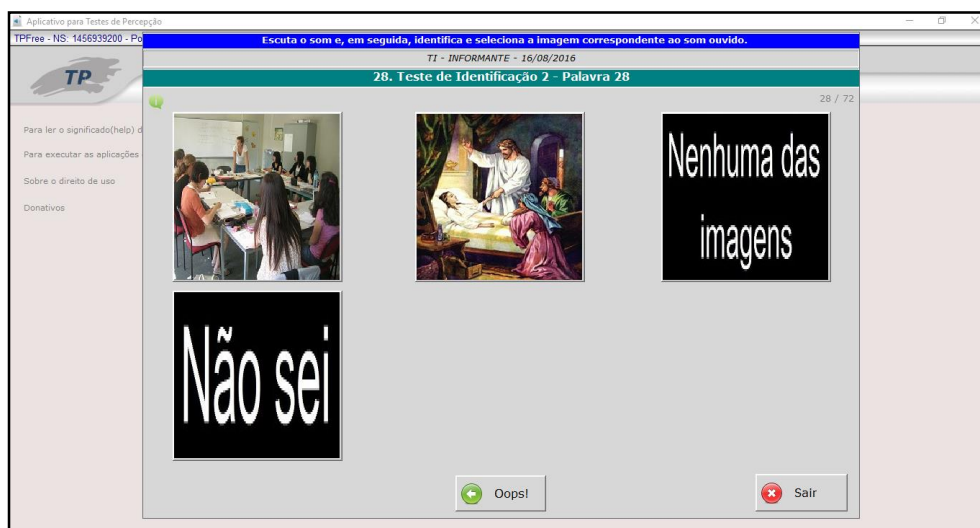 Aplicativo para Testes de Percepção
TPFree - NS: 1456939200 - Po
Escuta o som e, em seguida, identifica e seleciona a imagem correspondente ao som ouvido.
TI - INFORMANTE - 16/08/2016
28. Teste de Identificação 2 - Palavra 28
28 / 72
TP
Para ler o significado(help) d
Para executar as aplicações
Sobre o direito de uso
Donativos
Nenhuma das
imagens
Não sei
Oops!
Sair